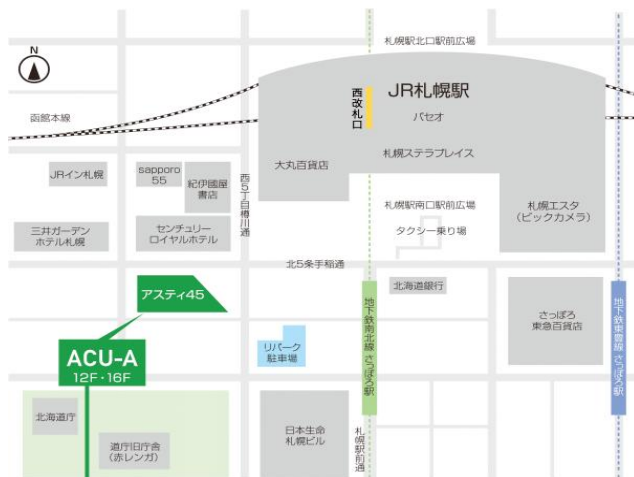 札幌駅北口駅前広場
N
JR札幌駅
西改札口
パセオ
函館本線
札幌ステラプレイス
大丸百貨店
JRイン札幌
sapporo
55
紀伊國屋
書店
西5丁目樽川通
札幌駅南口駅前広場
札幌エスタ
(ビックカメラ)
タクシー乗り場
三井ガーデン
ホテル札幌
センチュリー
ロイヤルホテル
北5条手稲通
アスティ45
北海道銀行
地下鉄南北線 さっぽろ駅
さっぽろ
東急百貨店
地下鉄東豊線 さっぽろ駅
リパーク
駐車場
ACU-A
12F・16F
北海道庁
道庁旧庁舎
(赤レンガ)
日本生命
札幌ビル
札幌駅前通